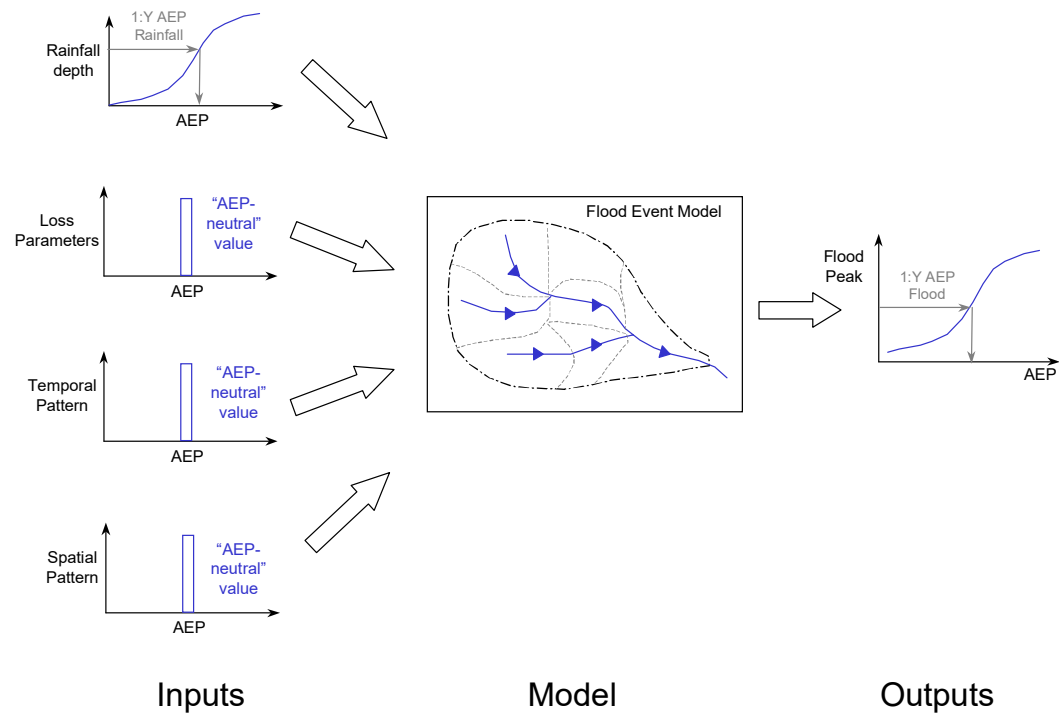 1:Y AEP
Rainfall
Rainfall
depth
AEP
Loss
Parameters
“AEP-
neutral”
value
AEP
Temporal
Pattern
“AEP-
neutral”
value
AEP
Spatial
Pattern
“AEP-
neutral”
value
AEP
Flood Event Model
Flood
Peak
1:Y AEP
Flood
AEP
Inputs
Model
Outputs